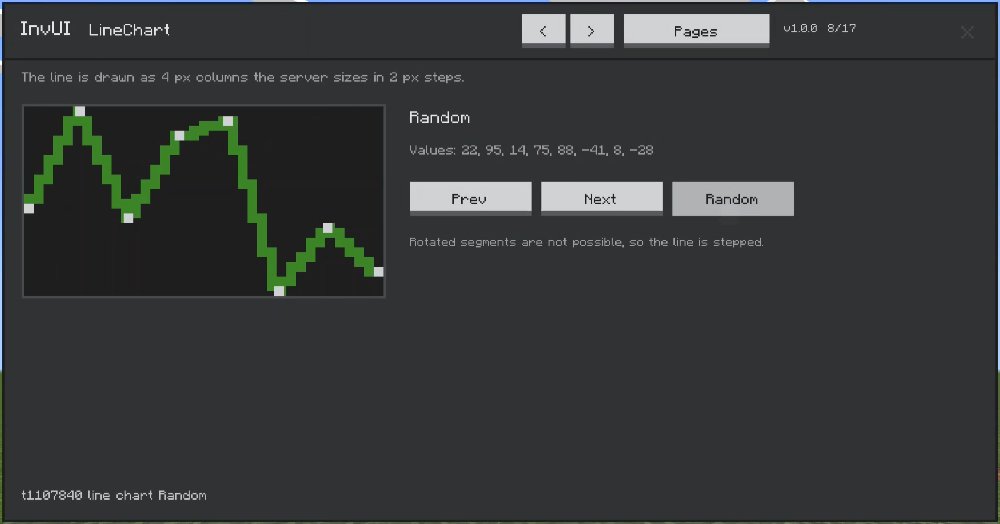 InvUI LineChart < > Pages v1.0.0 8/17 ×
The line is drawn as 4 px columns the server sizes in 2 px steps.
Random
Values: 22, 95, 14, 75, 88, -41, 8, -28
Prev Next Random
Rotated segments are not possible, so the line is stepped.
t1107840 line chart Random